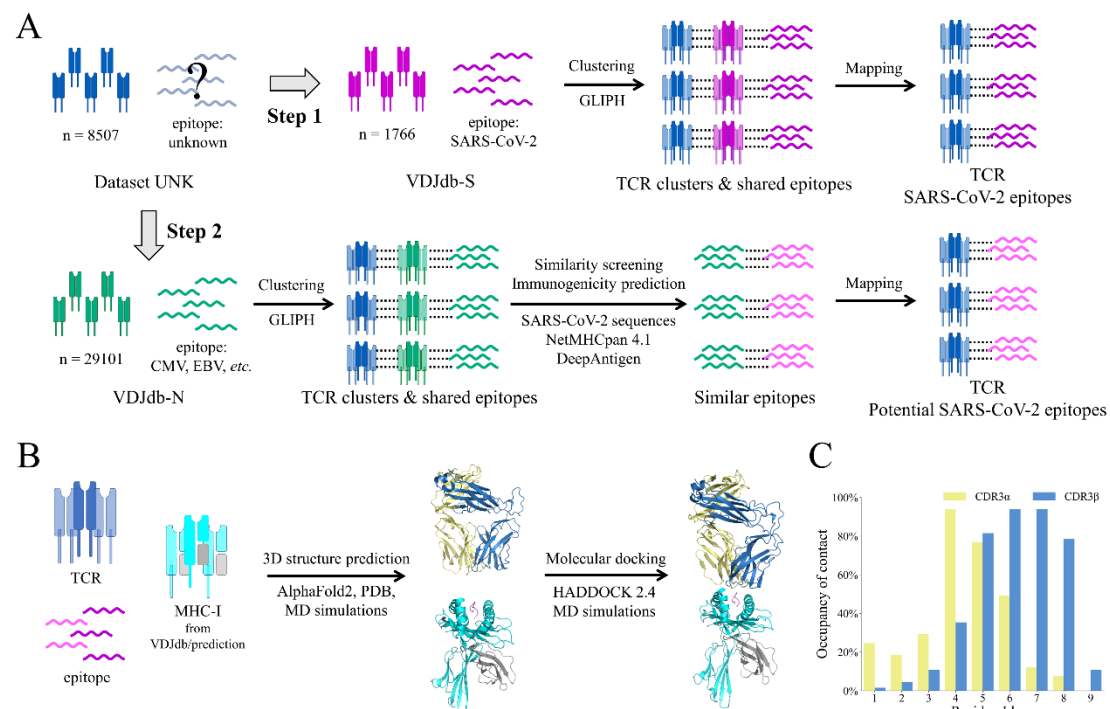 A
?
n = 8507
epitope:
unknown
Dataset UNK
Step 1
n = 1766
epitope:
SARS-CoV-2
VDJdb-S
Clustering
GLIPH
TCR clusters & shared epitopes
Mapping
TCR
SARS-CoV-2 epitopes
Step 2
n = 29101
epitope:
CMV, EBV, etc.
VDJdb-N
Clustering
GLIPH
TCR clusters & shared epitopes
Similarity screening
Immunogenicity prediction
SARS-CoV-2 sequences
NetMHCpan 4.1
DeepAntigen
Similar epitopes
Mapping
TCR
Potential SARS-CoV-2 epitopes
B
TCR
epitope
MHC-I
from
VDJdb/prediction
3D structure prediction
AlphaFold2, PDB,
MD simulations
Molecular docking
HADDOCK 2.4
MD simulations
C
CDR3α CDR3β
Occupancy of contact
100%
80%
60%
40%
20%
0%
1 2 3 4 5 6 7 8 9